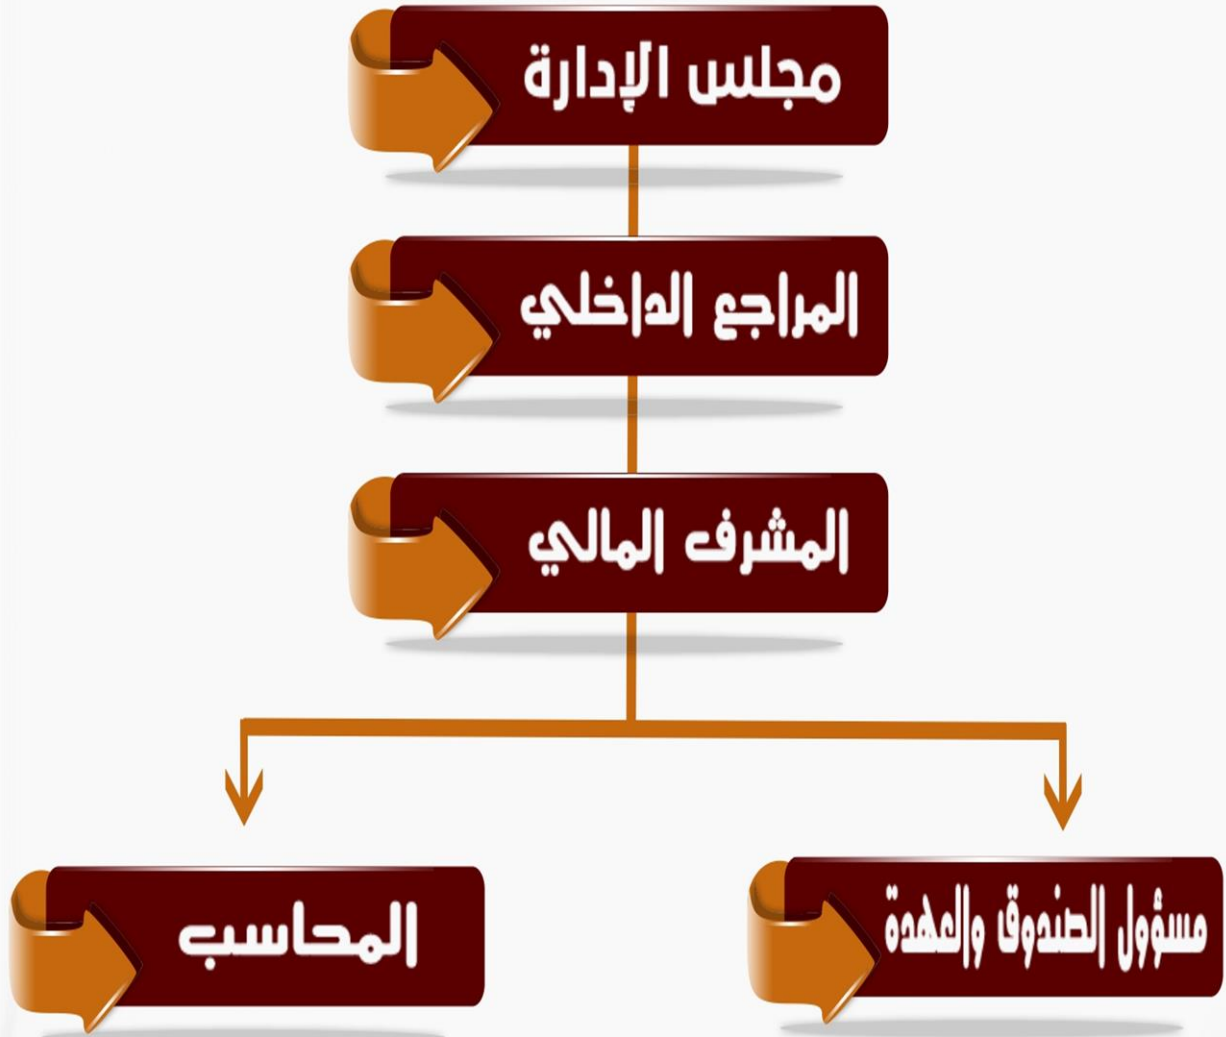 مجلس الإدارة
المراجع الداخلي
المشرف المالي
مسؤول الصندوق والعهدة
المحاسب